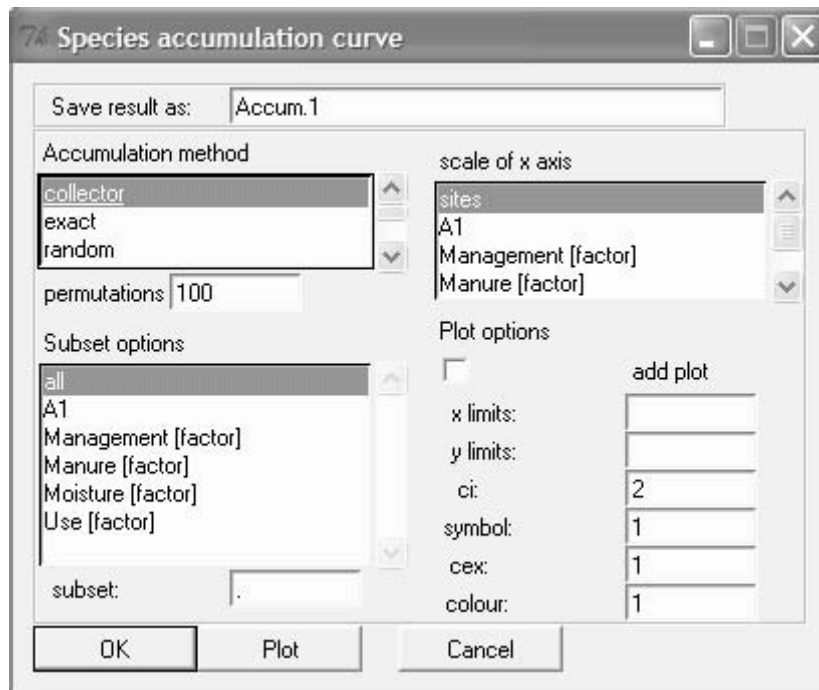 76 Species accumulation curve
Save result as: Accum.1
Accumulation method
collector
exact
random
permutations 100
Subset options
all
A1
Management [factor]
Manure [factor]
Moisture [factor]
Use [factor]
subset: .
scale of x axis
sites
A1
Management [factor]
Manure [factor]
Plot options
add plot
x limits:
y limits:
ci: 2
symbol: 1
cex: 1
colour: 1
OK Plot Cancel